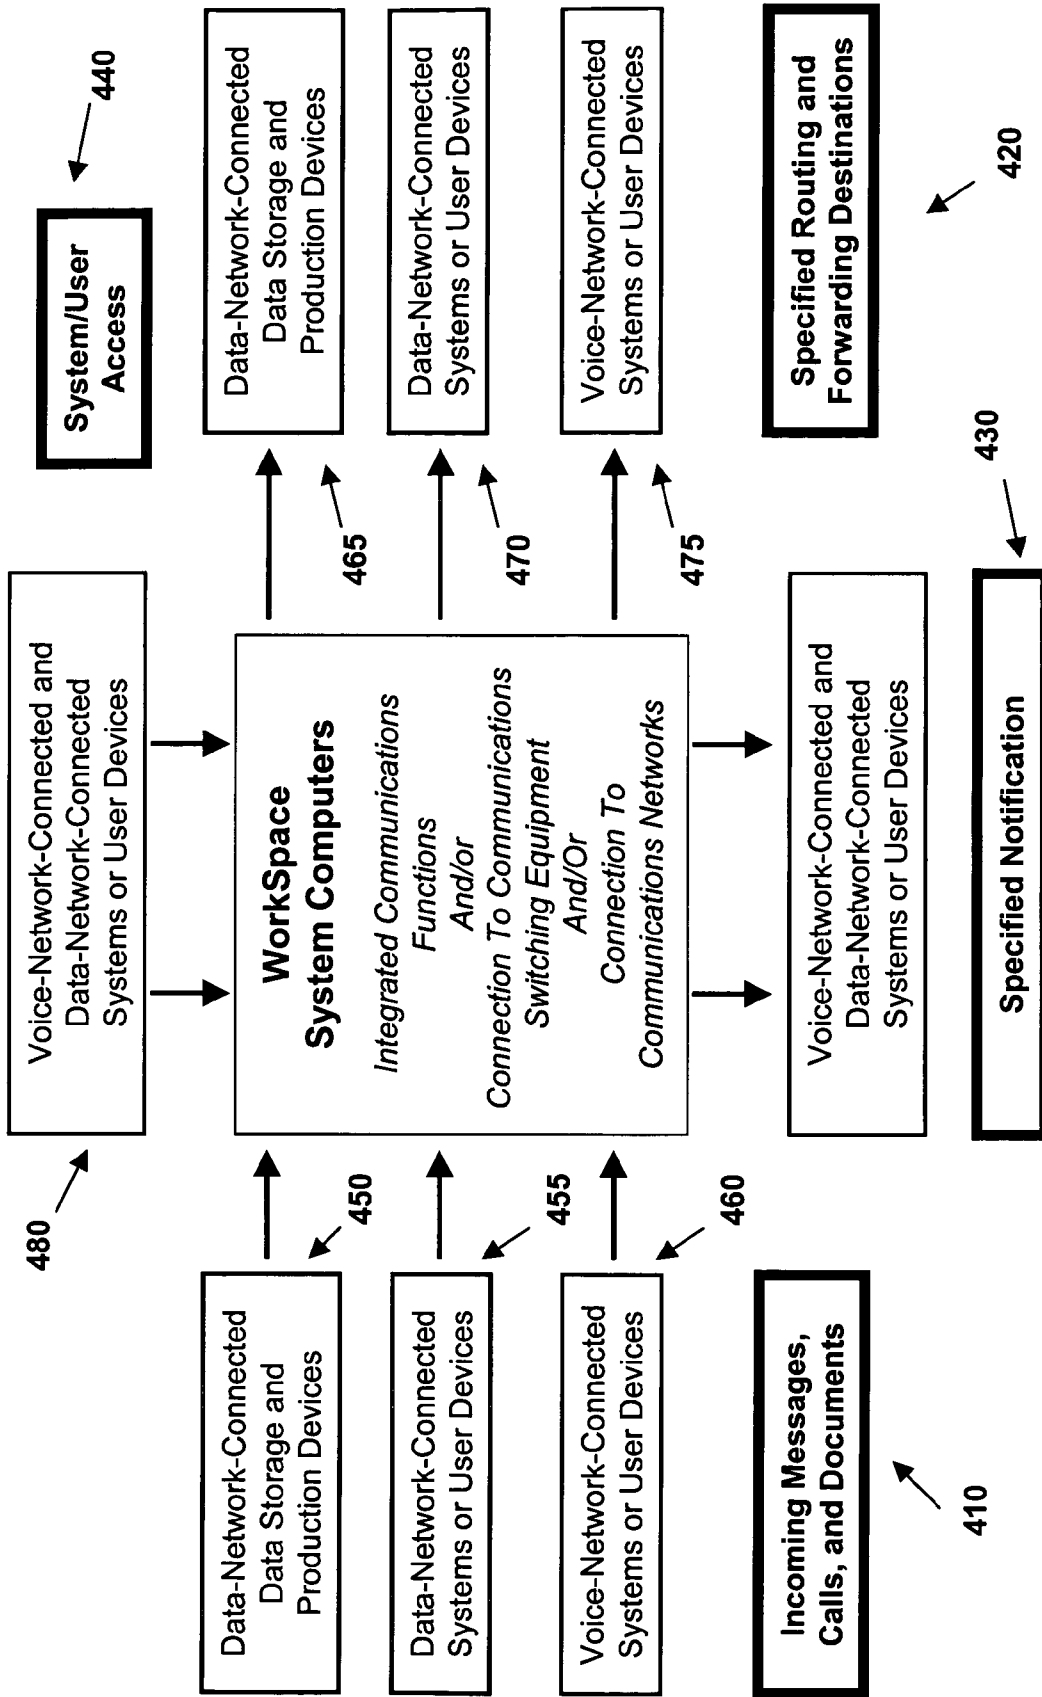 480
Voice-Network-Connected and
Data-Network-Connected
Systems or User Devices
System/User
Access
440
Data-Network-Connected
Data Storage and
Production Devices
450
Data-Network-Connected
Systems or User Devices
455
Voice-Network-Connected
Systems or User Devices
460
Incoming Messages,
Calls, and Documents
410
WorkSpace
System Computers
Integrated Communications
Functions
And/or
Connection To Communications
Switching Equipment
And/Or
Connection To
Communications Networks
Voice-Network-Connected and
Data-Network-Connected
Systems or User Devices
Specified Notification
430
465
Data-Network-Connected
Data Storage and
Production Devices
470
Data-Network-Connected
Systems or User Devices
475
Voice-Network-Connected
Systems or User Devices
Specified Routing and
Forwarding Destinations
420